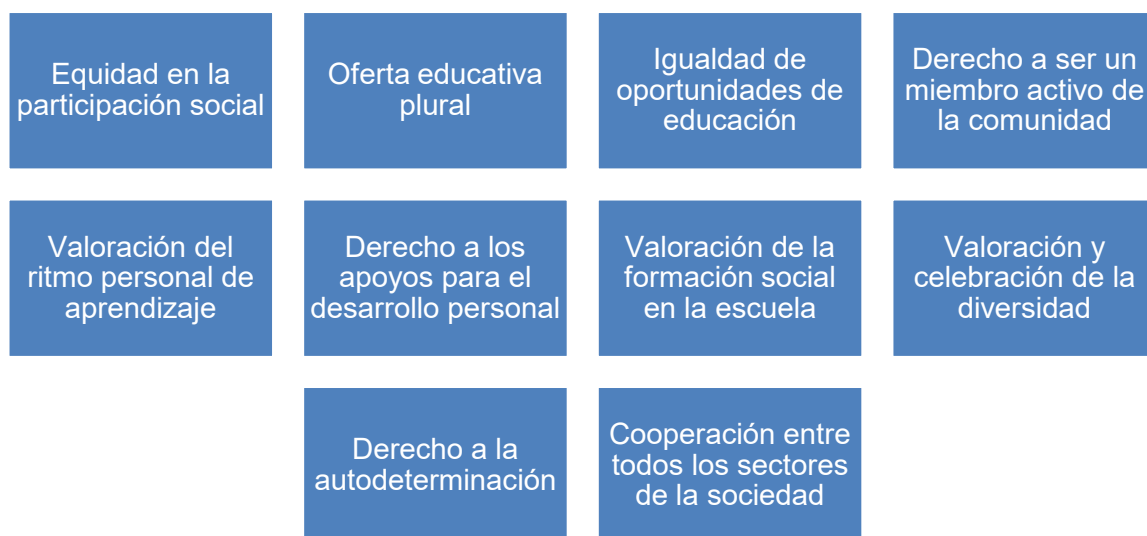 Equidad en la
participación social
Oferta educativa
plural
Igualdad de
oportunidades de
educación
Derecho a ser un
miembro activo de
la comunidad
Valoración del
ritmo personal de
aprendizaje
Derecho a los
apoyos para el
desarrollo personal
Valoración de la
formación social
en la escuela
Valoración y
celebración de la
diversidad
Derecho a la
autodeterminación
Cooperación entre
todos los sectores
de la sociedad